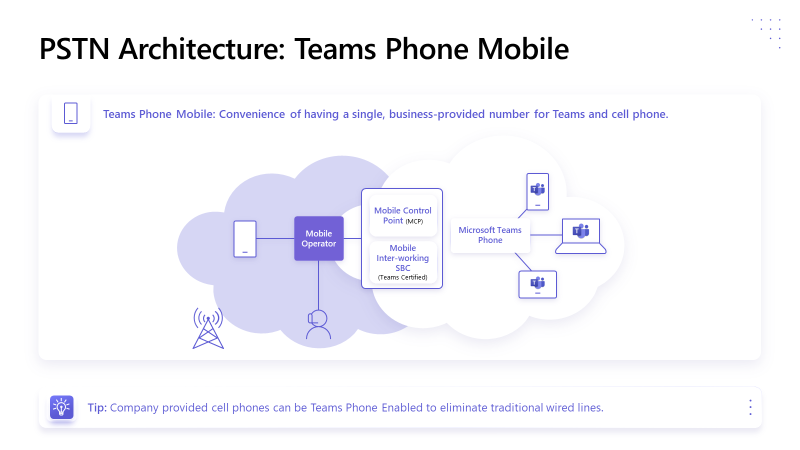 PSTN Architecture: Teams Phone Mobile
Teams Phone Mobile: Convenience of having a single, business-provided number for Teams and cell phone.
Mobile
Operator
Mobile Control
Point (MCP)
Mobile
Inter-working
SBC
(Teams Certified)
Microsoft Teams
Phone
T
T
T
Tip: Company provided cell phones can be Teams Phone Enabled to eliminate traditional wired lines.